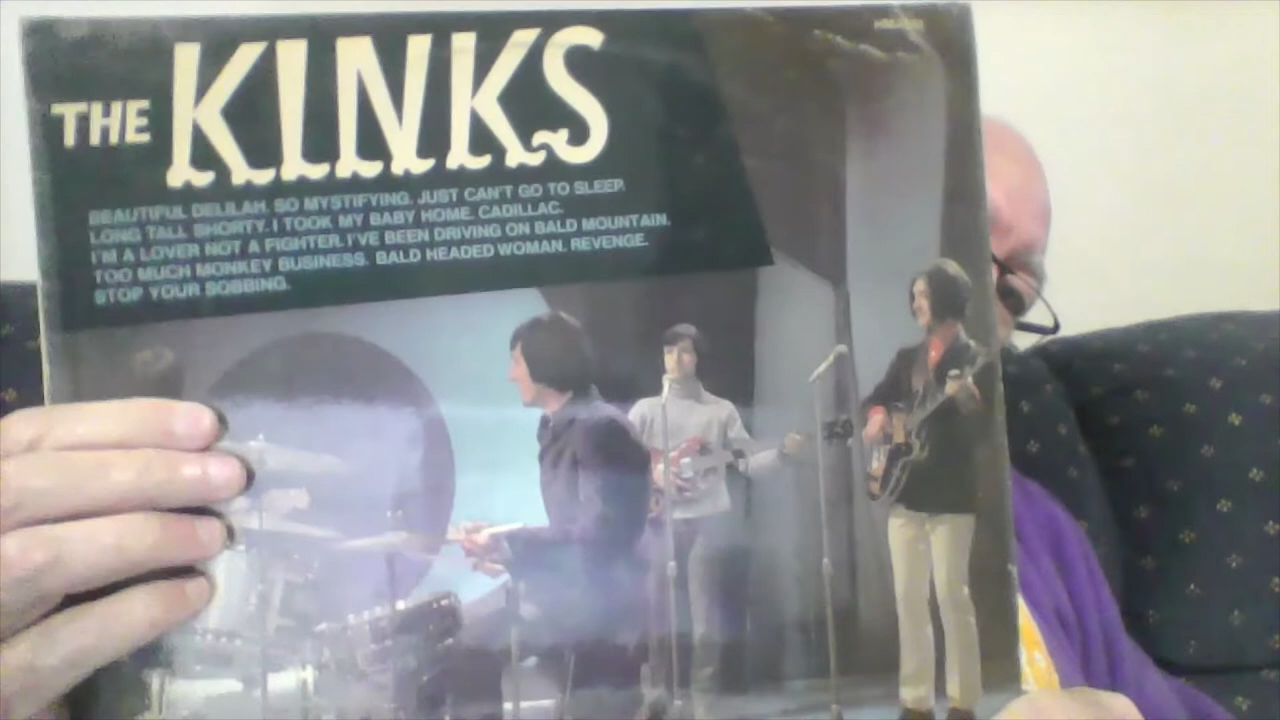 THE KINKS
BEAUTIFUL DELILAH. SO MYSTIFYING. JUST CAN'T GO TO SLEEP.
LONG TALL SHORTY. I TOOK MY BABY HOME. CADILLAC.
I'M A LOVER NOT A FIGHTER. I'VE BEEN DRIVING ON BALD MOUNTAIN.
TOO MUCH MONKEY BUSINESS. BALD HEADED WOMAN. REVENGE.
STOP YOUR SOBBING.